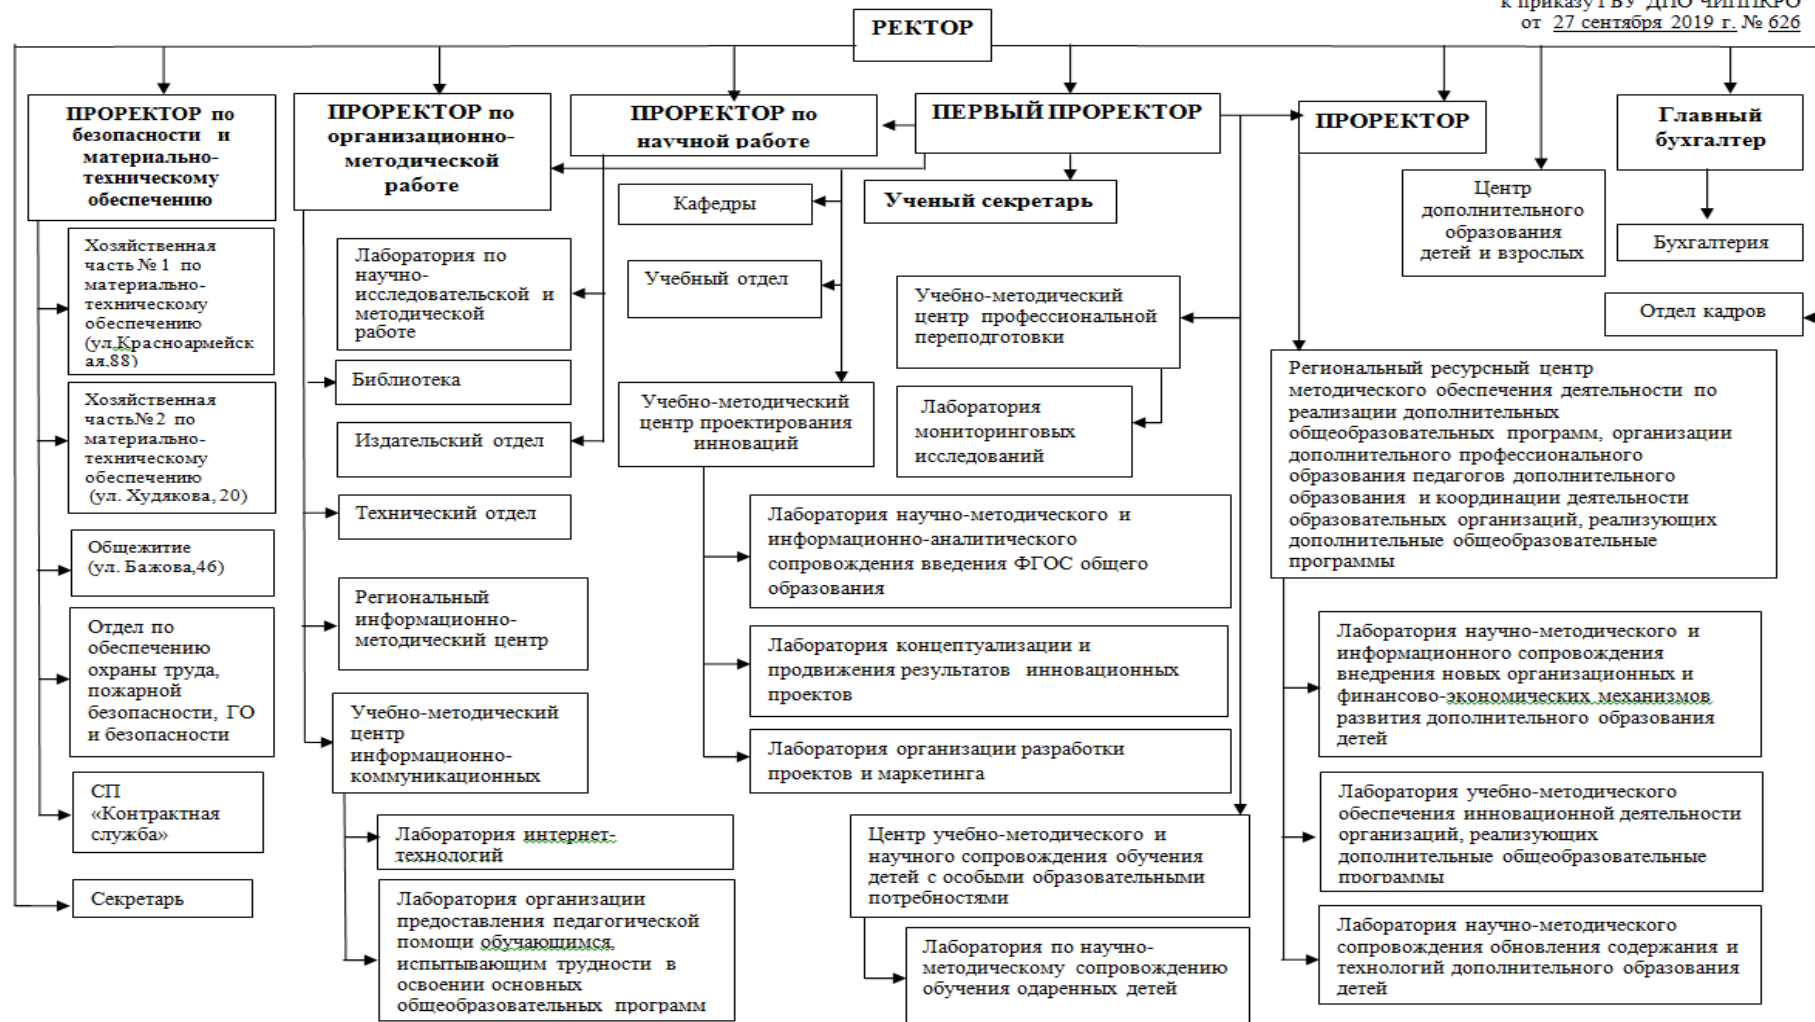 к приказу ГБУ ДПО ЧИППКРО
от 27 сентября 2019 г. № 626
РЕКТОР
ПРОРЕКТОР по
безопасности и
материально-
техническому
обеспечению
ПРОРЕКТОР по
организационно-
методической
работе
ПРОРЕКТОР по
научной работе
ПЕРВЫЙ ПРОРЕКТОР
ПРОРЕКТОР
Главный
бухгалтер
Хозяйственная
часть № 1 по
материально-
техническому
обеспечению
(ул.Красноармейск
ая,88)
Хозяйственная
часть№2 по
материально-
техническому
обеспечению
(ул. Худякова, 20)
Общежитие
(ул. Бажова,46)
Отдел по
обеспечению
охраны труда,
пожарной
безопасности, ГО
и безопасности
СП
«Контрактная
служба»
Секретарь
Лаборатория по
научно-
исследовательской и
методической
работе
Библиотека
Издательский отдел
Технический отдел
Региональный
информационно-
методический центр
Учебно-методический
центр
информационно-
коммуникационных
Лаборатория интернет-
технологий
Лаборатория организации
предоставления педагогической
помощи обучающимся,
испытывающим трудности в
освоении основных
общеобразовательных программ
Кафедры
Учебный отдел
Учебно-методический
центр проектирования
инноваций
Лаборатория научно-методического и
информационно-аналитического
сопровождения введения ФГОС общего
образования
Лаборатория концептуализации и
продвижения результатов инновационных
проектов
Лаборатория организации разработки
проектов и маркетинга
Ученый секретарь
Учебно-методический
центр профессиональной
переподготовки
Лаборатория
мониторинговых
исследований
Центр учебно-методического и
научного сопровождения обучения
детей с особыми образовательными
потребностями
Лаборатория по научно-
методическому сопровождению
обучения одаренных детей
Центр
дополнительного
образования
детей и взрослых
Бухгалтерия
Отдел кадров
Региональный ресурсный центр
методического обеспечения деятельности по
реализации дополнительных
общеобразовательных программ, организации
дополнительного профессионального
образования педагогов дополнительного
образования и координации деятельности
образовательных организаций, реализующих
дополнительные общеобразовательные
программы
Лаборатория научно-методического и
информационного сопровождения
внедрения новых организационных и
финансово-экономических механизмов
развития дополнительного образования
детей
Лаборатория учебно-методического
обеспечения инновационной деятельности
организаций, реализующих
дополнительные общеобразовательные
программы
Лаборатория научно-методического
сопровождения обновления содержания и
технологий дополнительного образования
детей